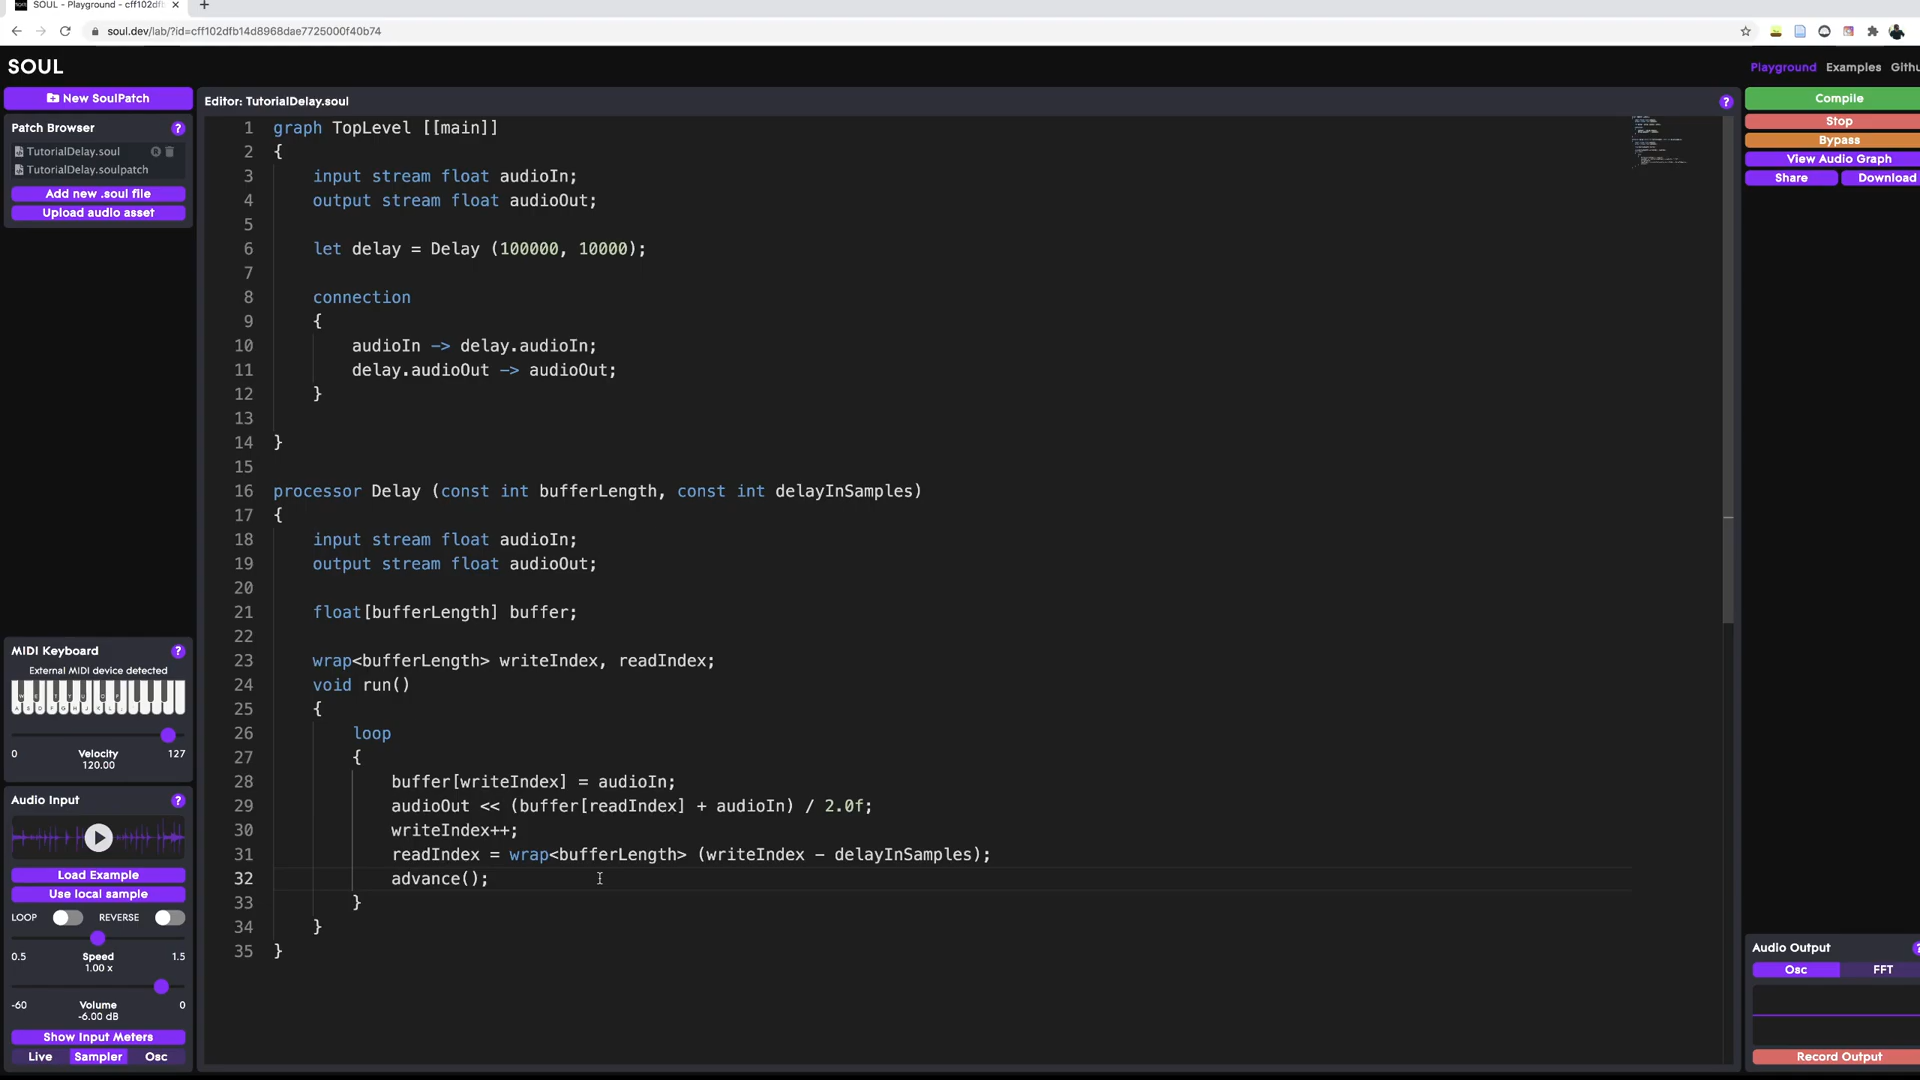 SOUL - Playground - cff102df
soul.dev/lab/?id=cff102dfb14d8968dae7725000f40b74
SOUL
Playground Examples Githu
New SoulPatch
Patch Browser ?
TutorialDelay.soul
TutorialDelay.soulpatch
Add new .soul file
Upload audio asset
Editor: TutorialDelay.soul ?
1 graph TopLevel [[main]]
2 {
3 input stream float audioIn;
4 output stream float audioOut;
5
6 let delay = Delay (100000, 10000);
7
8 connection
9 {
10 audioIn -> delay.audioIn;
11 delay.audioOut -> audioOut;
12 }
13
14 }
15
16 processor Delay (const int bufferLength, const int delayInSamples)
17 {
18 input stream float audioIn;
19 output stream float audioOut;
20
21 float[bufferLength] buffer;
22
23 wrap<bufferLength> writeIndex, readIndex;
24 void run()
25 {
26 loop
27 {
28 buffer[writeIndex] = audioIn;
29 audioOut << (buffer[readIndex] + audioIn) / 2.0f;
30 writeIndex++;
31 readIndex = wrap<bufferLength> (writeIndex - delayInSamples);
32 advance();
33 }
34 }
35 }
Compile
Stop
Bypass
View Audio Graph
Share Download
MIDI Keyboard ?
External MIDI device detected
0 Velocity 127
120.00
Audio Input ?
Load Example
Use local sample
LOOP REVERSE
0.5 Speed 1.5
1.00 x
-60 Volume 0
-6.00 dB
Show Input Meters
Live Sampler Osc
Audio Output ?
Osc FFT
Record Output